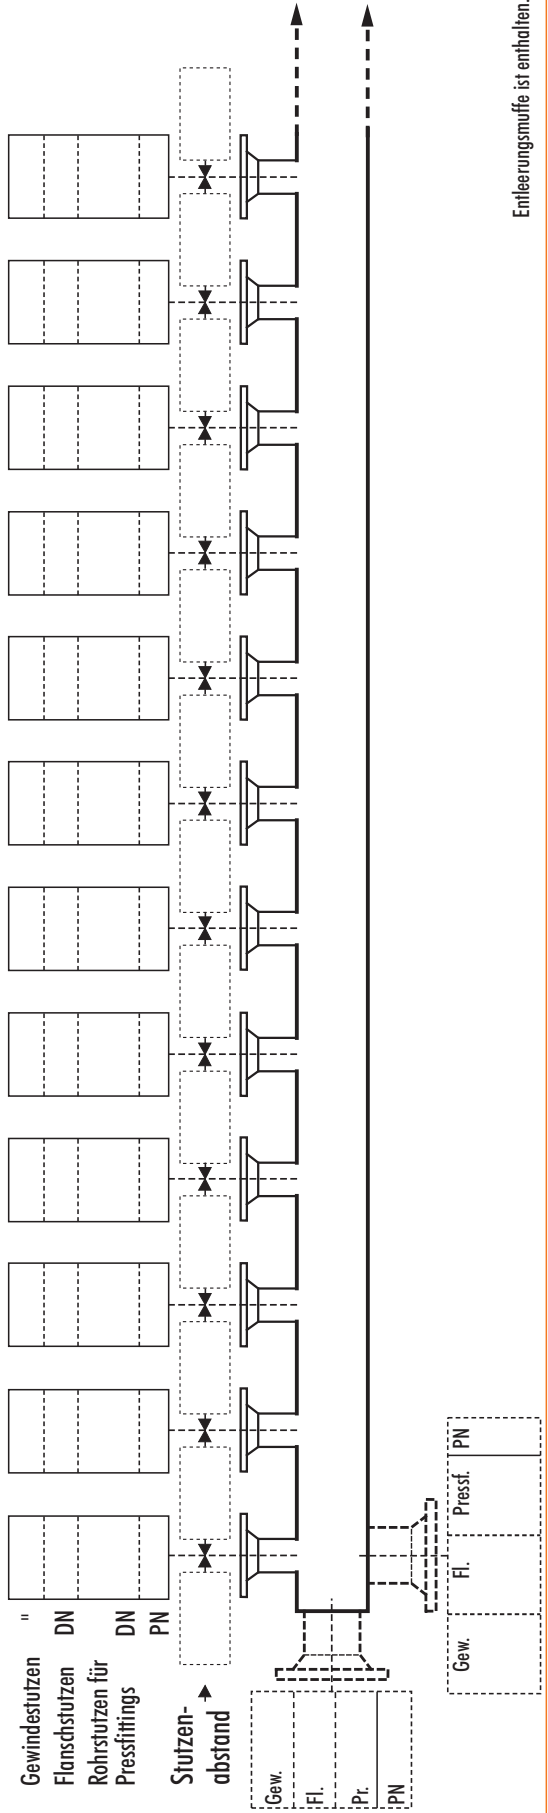 Gewindestutzen "
Flanschstutzen DN
Rohrstutzen für
Pressfittings DN
PN
Stutzen-
abstand
Gew.
Fl.
Pr.
PN
Gew. Fl. Pressf. PN
Entleerungsmuffe ist enthalten.